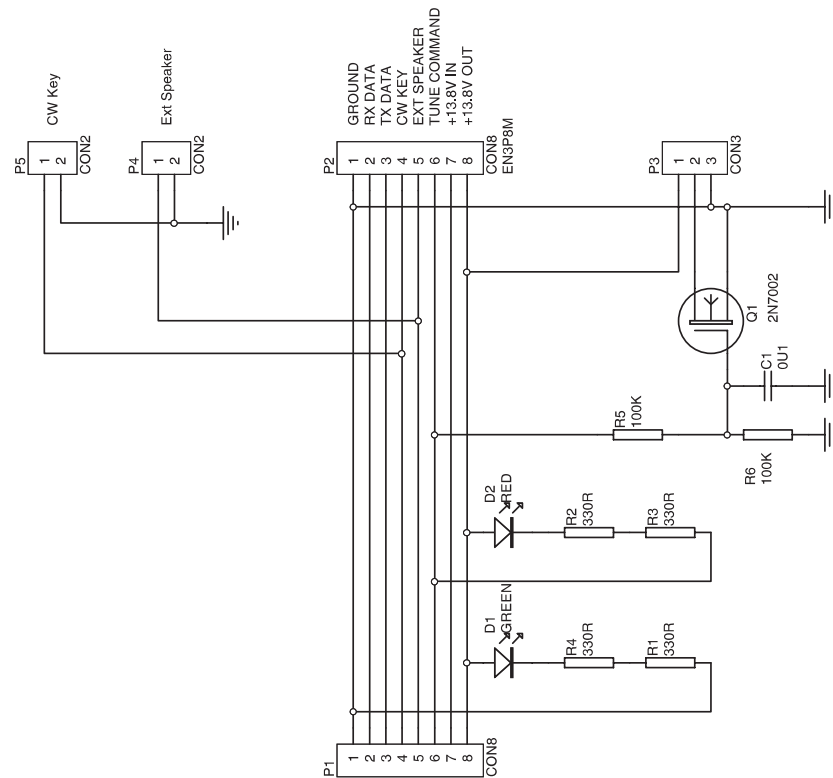 CW Key
P5
1
2
CON2
Ext Speaker
P4
1
2
CON2
GROUND
RX DATA
TX DATA
CW KEY
EXT SPEAKER
TUNE COMMAND
+13.8V IN
+13.8V OUT
P2
1
2
3
4
5
6
7
8
CON8
EN3P8M
P3
1
2
3
CON3
Q1
2N7002
C1
0U1
R5
100K
R6
100K
D2
RED
R2
330R
R3
330R
D1
GREEN
R4
330R
R1
330R
P1
1
2
3
4
5
6
7
8
CON8